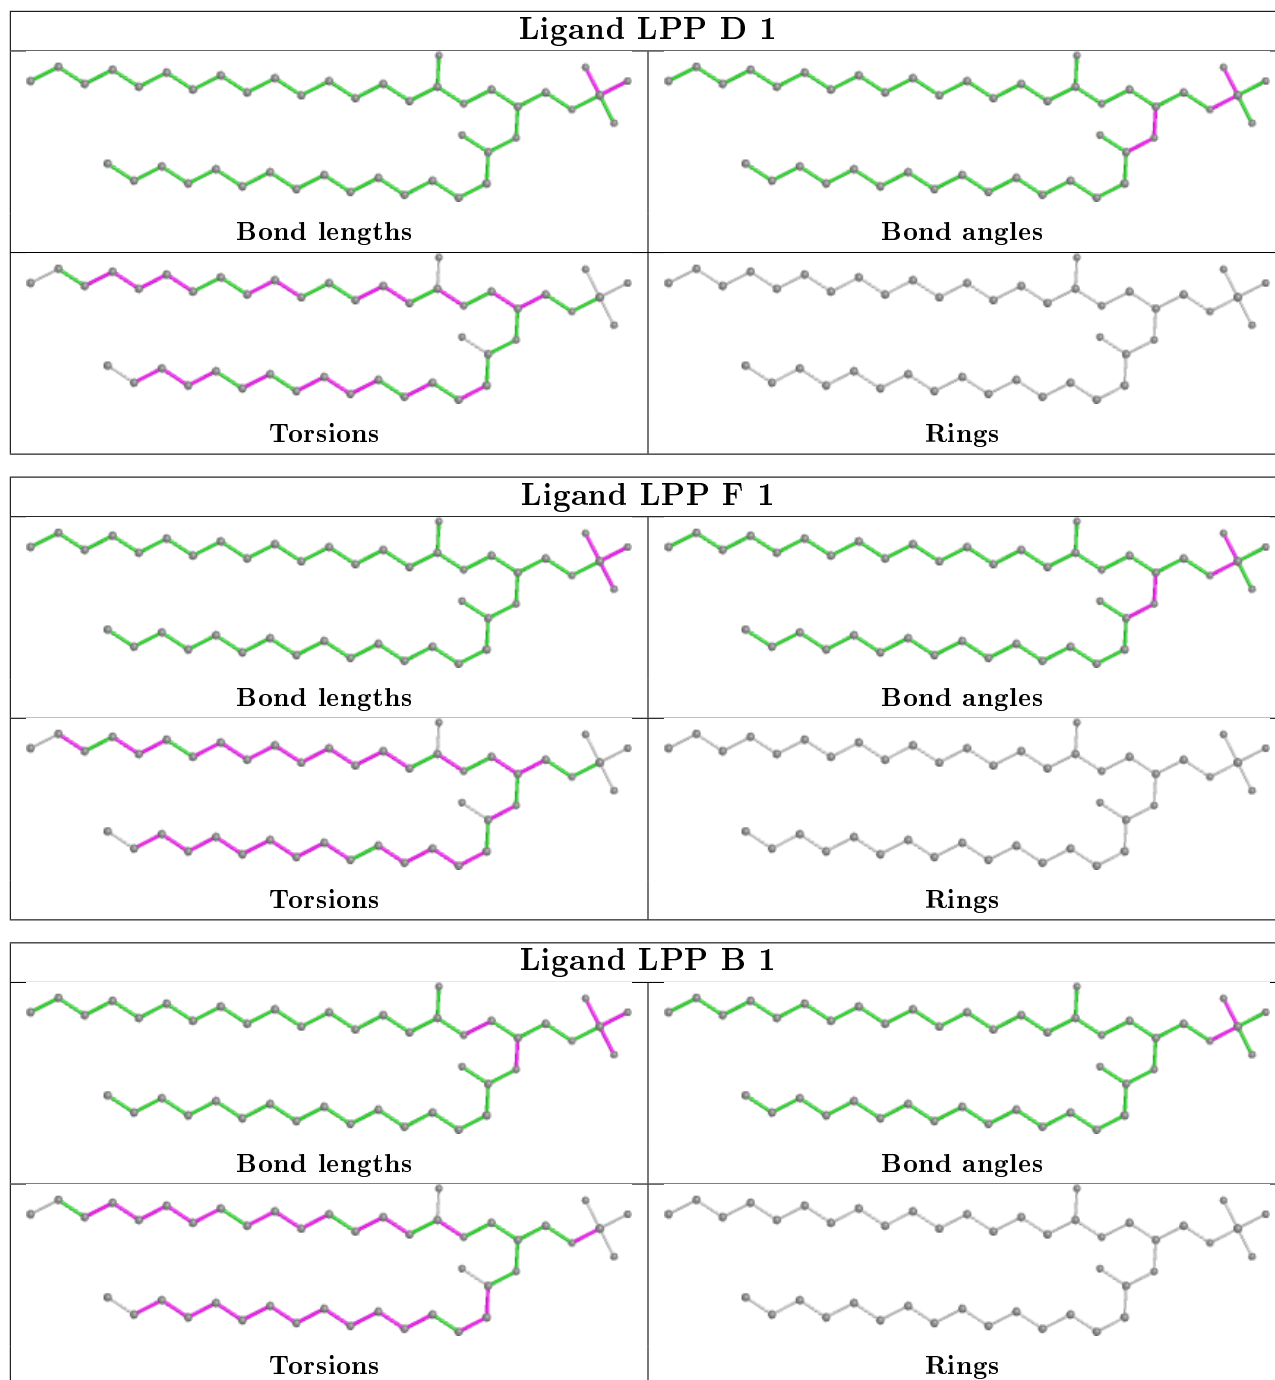 Ligand LPP D 1
Bond lengths
Bond angles
Torsions
Rings
Ligand LPP F 1
Bond lengths
Bond angles
Torsions
Rings
Ligand LPP B 1
Bond lengths
Bond angles
Torsions
Rings